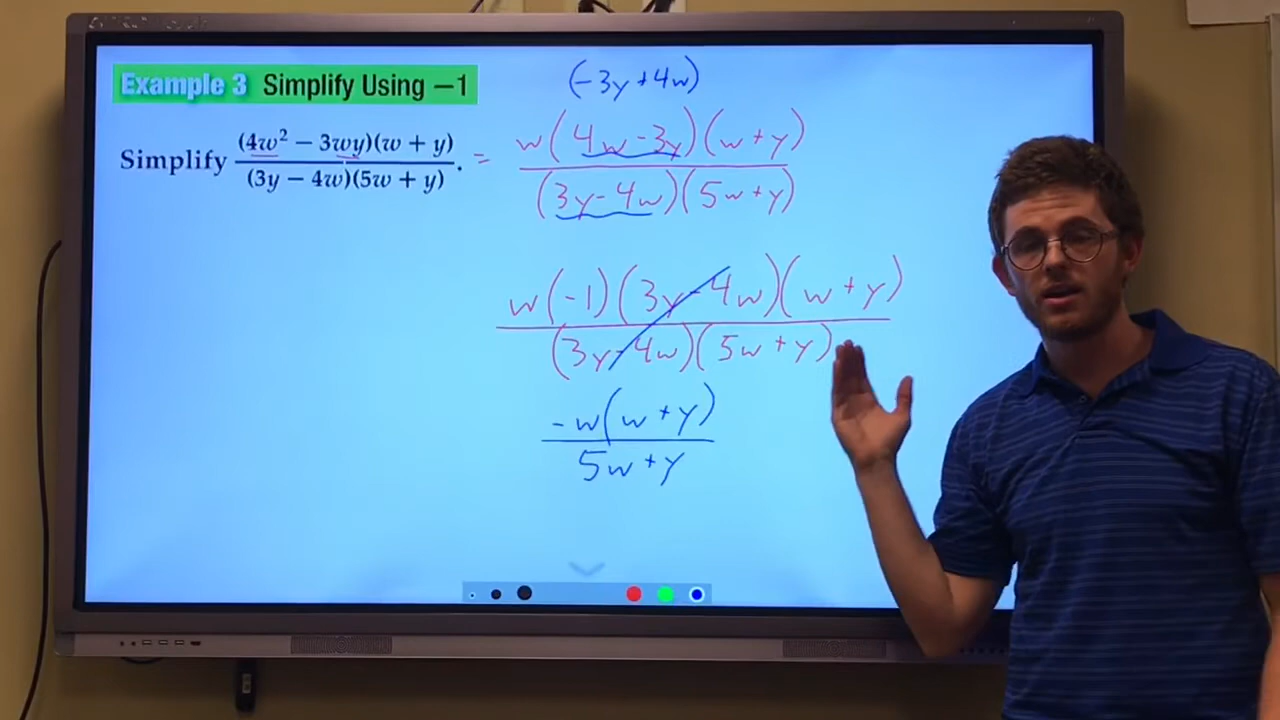 Example 3 Simplify Using −1
(-3y+4w)
Simplify (4w² − 3wy)(w + y) / (3y − 4w)(5w + y). = w(4w-3y)(w+y) / (3y-4w)(5w+y)
w(-1)(3y-4w)(w+y) / (3y-4w)(5w+y)
-w(w+y) / 5w+y